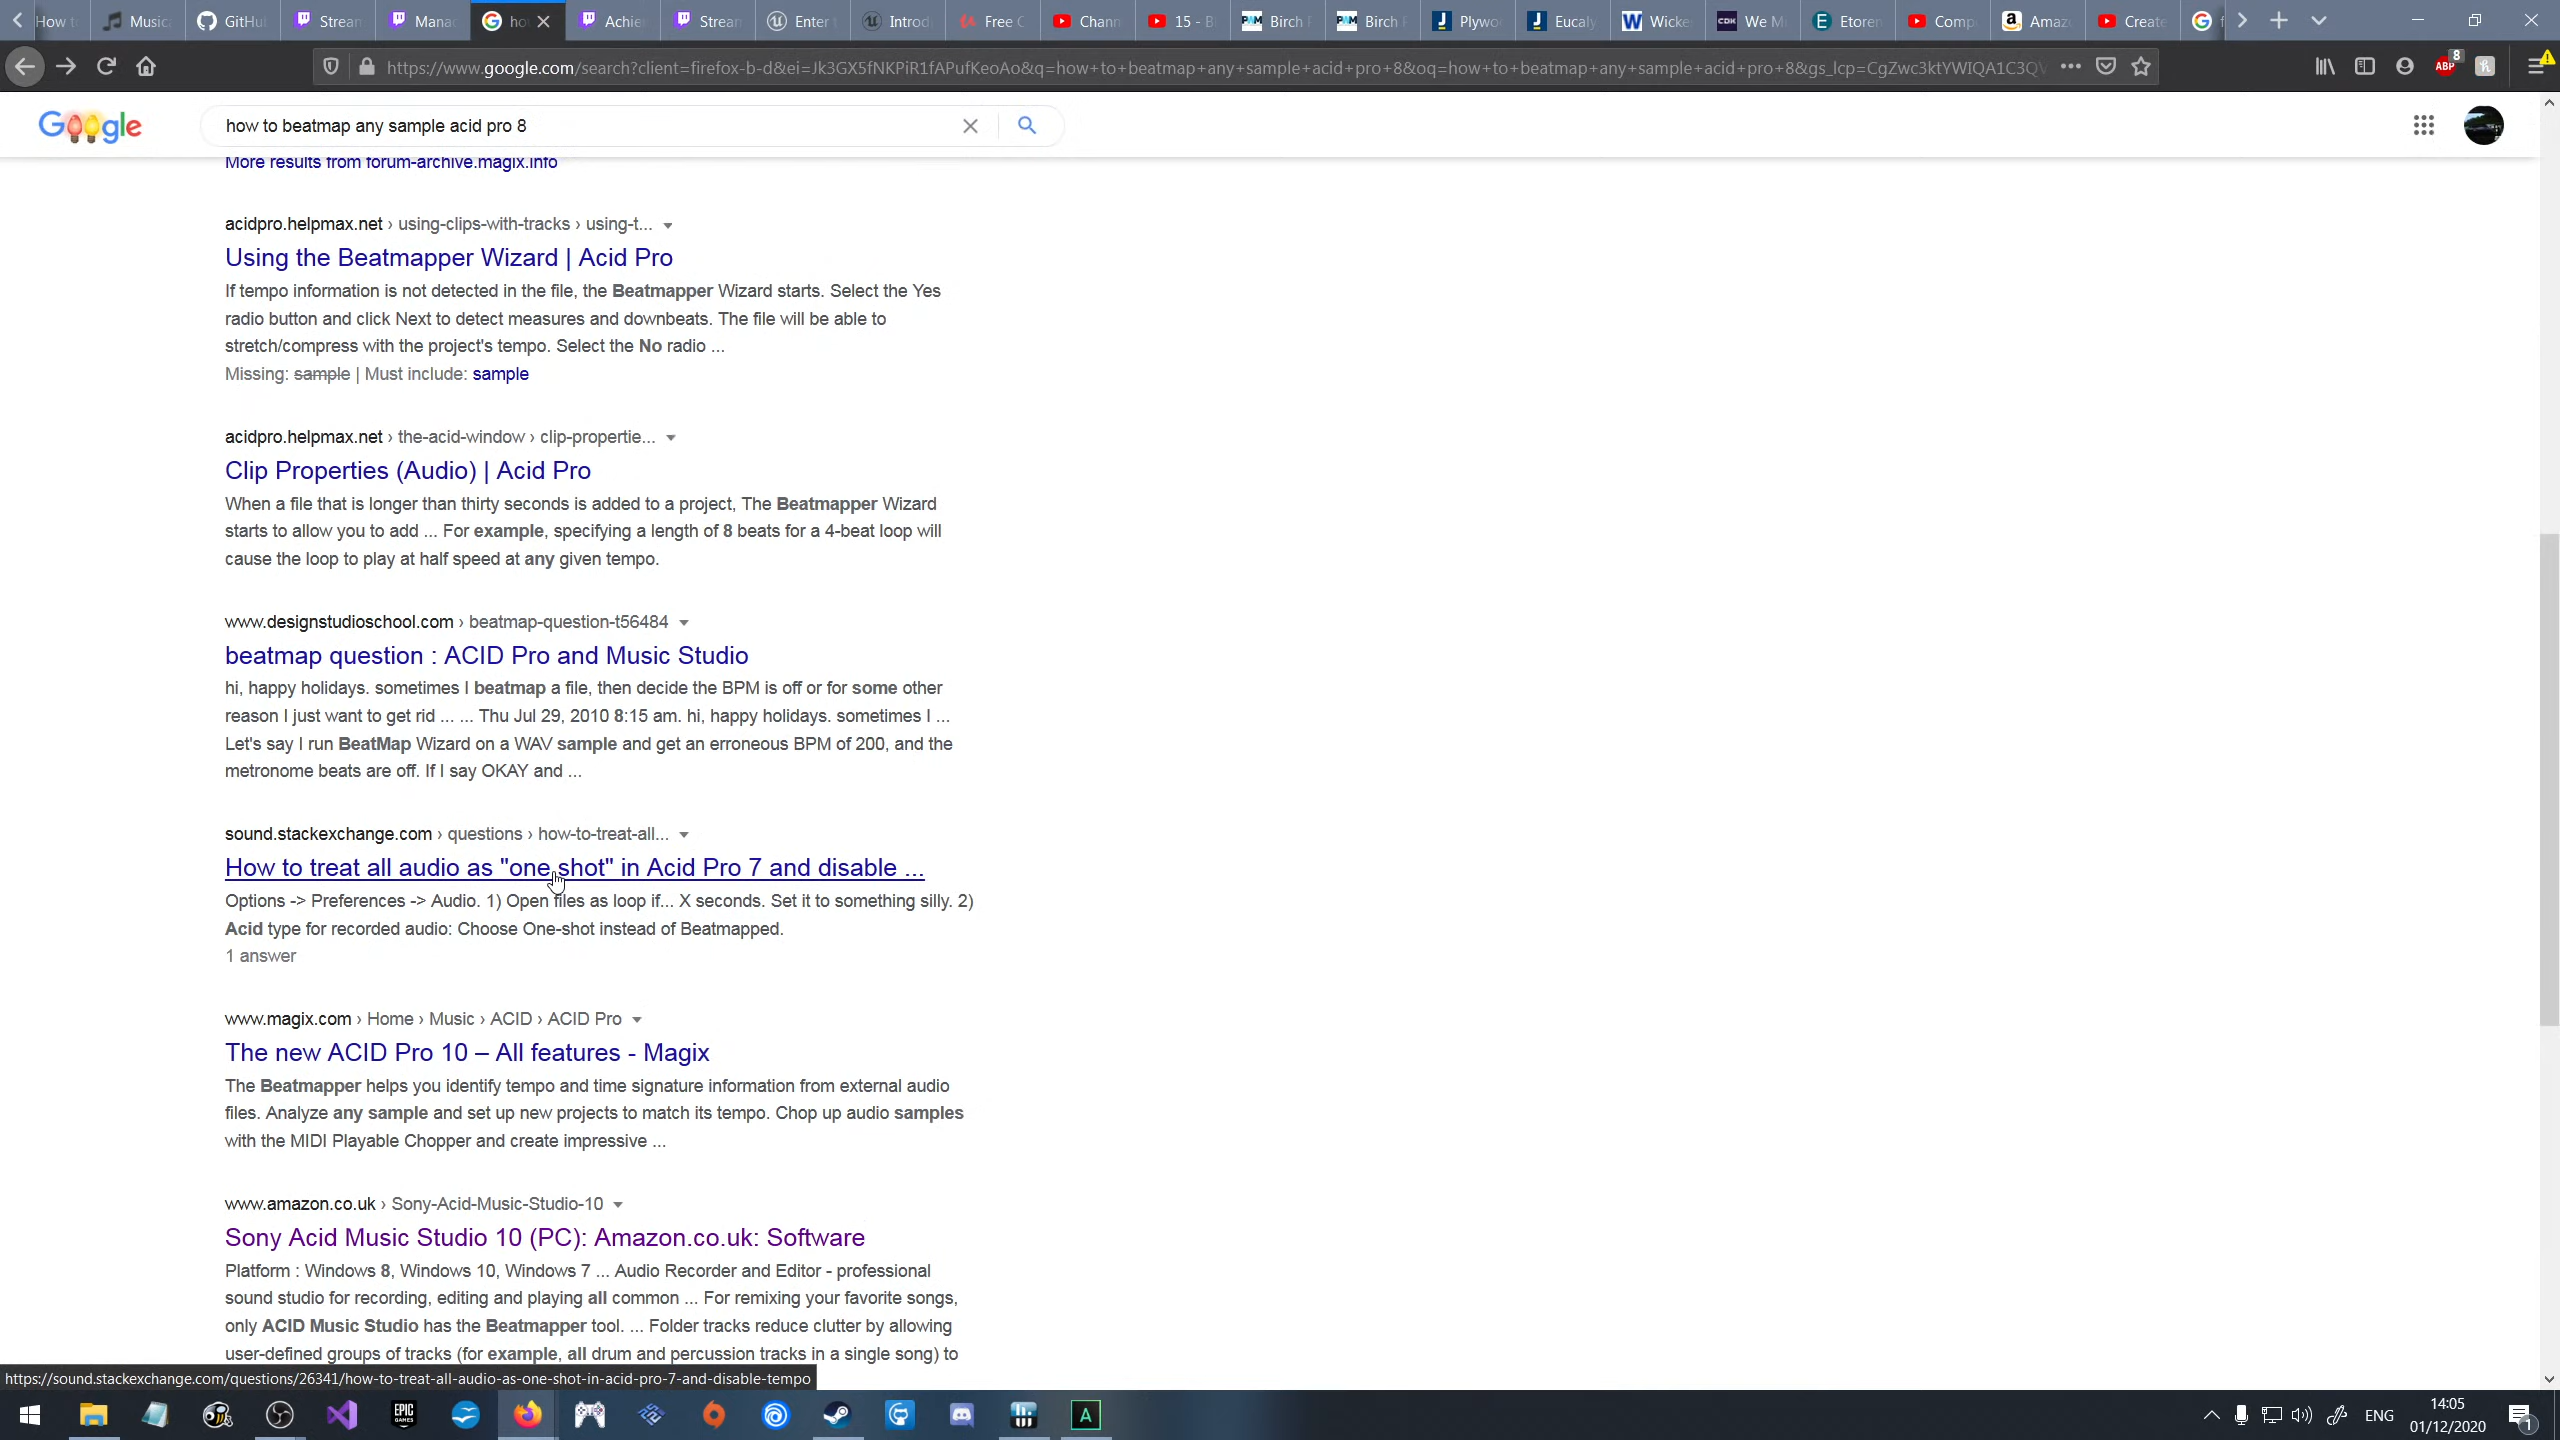 How t
Music
GitHu
Stream
Mana
ho
Achie
Stream
Enter
Introd
Free C
Chann
15 - B
Birch P
Birch P
Plywo
Eucaly
Wicke
We M
Etoren
Comp
Amaz
Create
https://www.google.com/search?client=firefox-b-d&ei=Jk3GX5fNKPiR1fAPufKeoAo&q=how+to+beatmap+any+sample+acid+pro+8&oq=how+to+beatmap+any+sample+acid+pro+8&gs_lcp=CgZwc3ktYWIQA1C3QV
ABP
8
Google
how to beatmap any sample acid pro 8
More results from forum-archive.magix.info
acidpro.helpmax.net › using-clips-with-tracks › using-t...
Using the Beatmapper Wizard | Acid Pro
If tempo information is not detected in the file, the Beatmapper Wizard starts. Select the Yes
radio button and click Next to detect measures and downbeats. The file will be able to
stretch/compress with the project's tempo. Select the No radio ...
Missing: sample | Must include: sample
acidpro.helpmax.net › the-acid-window › clip-propertie...
Clip Properties (Audio) | Acid Pro
When a file that is longer than thirty seconds is added to a project, The Beatmapper Wizard
starts to allow you to add ... For example, specifying a length of 8 beats for a 4-beat loop will
cause the loop to play at half speed at any given tempo.
www.designstudioschool.com › beatmap-question-t56484
beatmap question : ACID Pro and Music Studio
hi, happy holidays. sometimes I beatmap a file, then decide the BPM is off or for some other
reason I just want to get rid ... ... Thu Jul 29, 2010 8:15 am. hi, happy holidays. sometimes I ...
Let's say I run BeatMap Wizard on a WAV sample and get an erroneous BPM of 200, and the
metronome beats are off. If I say OKAY and ...
sound.stackexchange.com › questions › how-to-treat-all...
How to treat all audio as "one shot" in Acid Pro 7 and disable ...
Options -> Preferences -> Audio. 1) Open files as loop if... X seconds. Set it to something silly. 2)
Acid type for recorded audio: Choose One-shot instead of Beatmapped.
1 answer
www.magix.com › Home › Music › ACID › ACID Pro
The new ACID Pro 10 – All features - Magix
The Beatmapper helps you identify tempo and time signature information from external audio
files. Analyze any sample and set up new projects to match its tempo. Chop up audio samples
with the MIDI Playable Chopper and create impressive ...
www.amazon.co.uk › Sony-Acid-Music-Studio-10
Sony Acid Music Studio 10 (PC): Amazon.co.uk: Software
Platform : Windows 8, Windows 10, Windows 7 ... Audio Recorder and Editor - professional
sound studio for recording, editing and playing all common ... For remixing your favorite songs,
only ACID Music Studio has the Beatmapper tool. ... Folder tracks reduce clutter by allowing
user-defined groups of tracks (for example, all drum and percussion tracks in a single song) to
https://sound.stackexchange.com/questions/26341/how-to-treat-all-audio-as-one-shot-in-acid-pro-7-and-disable-tempo
EPIC
GAMES
A
ENG
14:05
01/12/2020
1